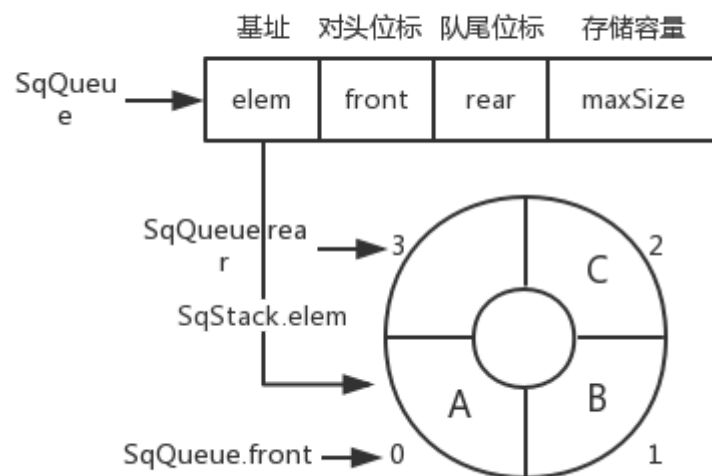 基址 对头位标 队尾位标 存储容量
SqQueu
e
elem front rear maxSize
SqQueue.rea
r
3 2
C
SqStack.elem
A B
SqQueue.front 0 1